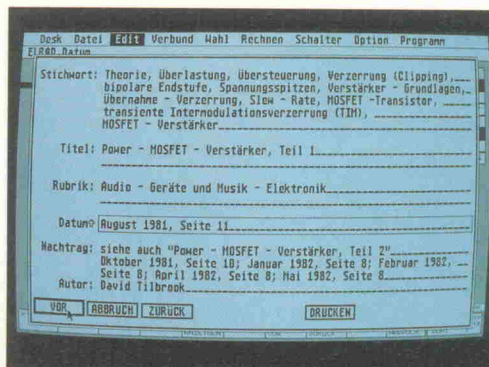 Desk Datei Edit Verbund Wahl Rechnen Schalter Option Programm
ELRAD.Datum
Stichwort: Theorie, Überlastung, Übersteuerung, Verzerrung (Clipping),
bipolare Endstufe, Spannungsspitzen, Verstärker - Grundlagen,
Übernahme - Verzerrung, Slew - Rate, MOSFET -Transistor,
transiente Intermodulationsverzerrung (TIM),
MOSFET - Verstärker
Titel: Power - MOSFET - Verstärker, Teil 1
Rubrik: Audio - Geräte und Musik - Elektronik
Datum: August 1981, Seite 11
Nachtrag: siehe auch "Power - MOSFET - Verstärker, Teil 2"
Oktober 1981, Seite 10; Januar 1982, Seite 8; Februar 1982,
Seite 8; April 1982, Seite 8; Mai 1982, Seite 8
Autor: David Tilbrook
VOR ABBRUCH ZURÜCK DRUCKEN